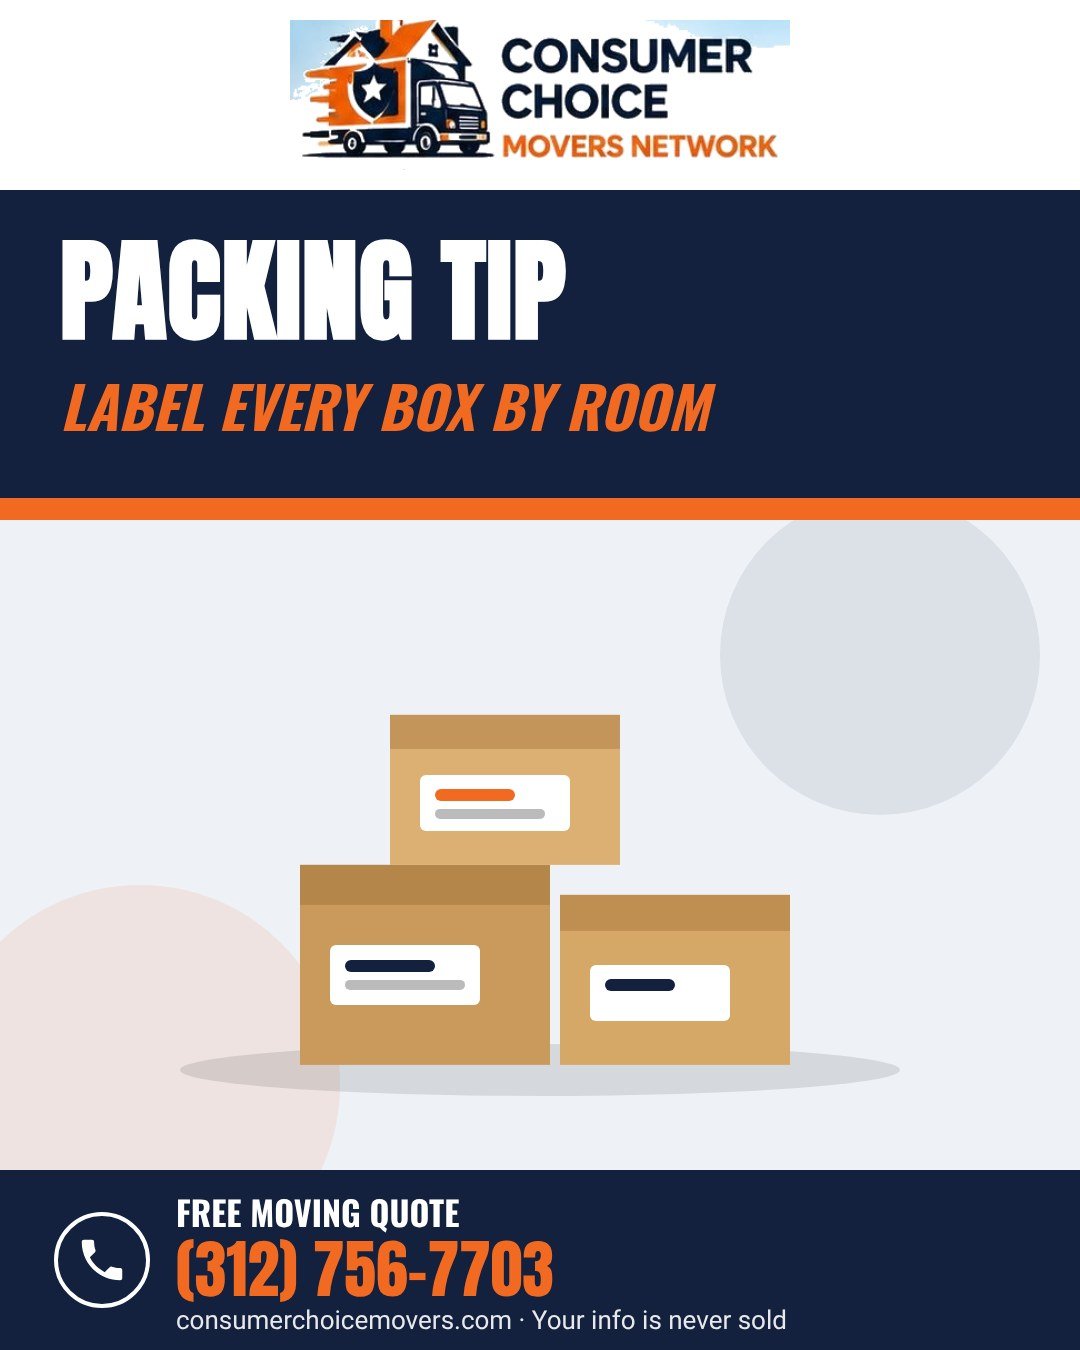 CONSUMER
CHOICE
MOVERS NETWORK
PACKING TIP
LABEL EVERY BOX BY ROOM
FREE MOVING QUOTE
(312) 756-7703
consumerchoicemovers.com · Your info is never sold